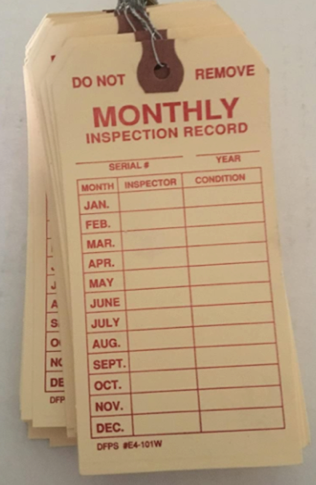 DO NOT REMOVE
MONTHLY
INSPECTION RECORD
SERIAL # YEAR
MONTH INSPECTOR CONDITION
JAN.
FEB.
MAR.
APR.
MAY
JUNE
JULY
AUG.
SEPT.
OCT.
NOV.
DEC.
DFPS #E4-101W